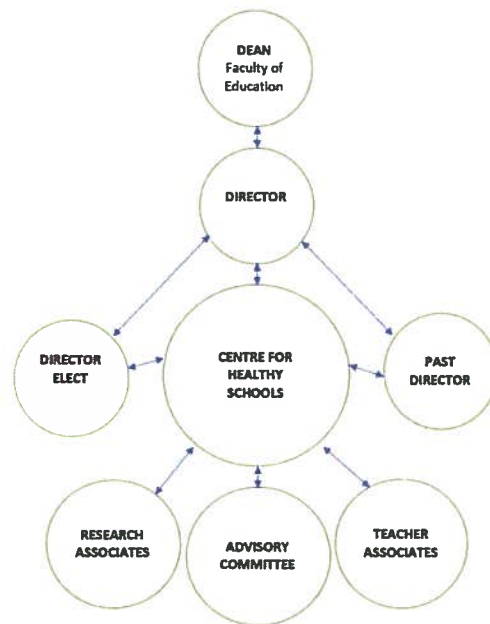 DEAN
Faculty of
Education
DIRECTOR
DIRECTOR
ELECT
CENTRE FOR
HEALTHY
SCHOOLS
PAST
DIRECTOR
RESEARCH
ASSOCIATES
ADVISORY
COMMITTEE
TEACHER
ASSOCIATES